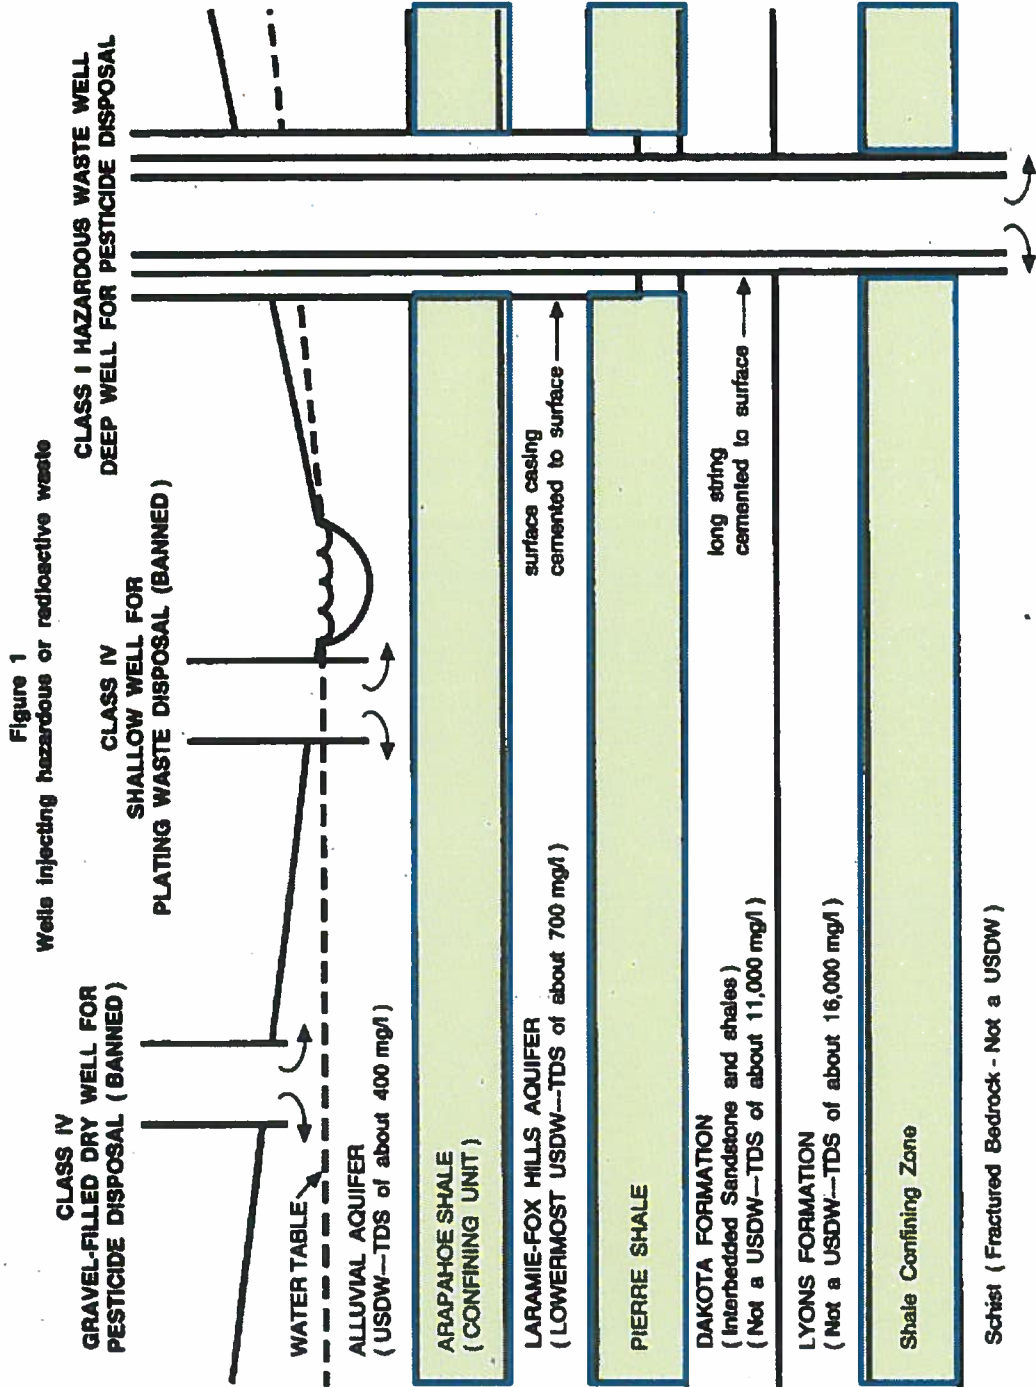 Figure 1
Wells injecting hazardous or radioactive waste
CLASS IV
GRAVEL-FILLED DRY WELL FOR
PESTICIDE DISPOSAL ( BANNED)
CLASS IV
SHALLOW WELL FOR
PLATING WASTE DISPOSAL (BANNED)
CLASS I HAZARDOUS WASTE WELL
DEEP WELL FOR PESTICIDE DISPOSAL
WATER TABLE
ALLUVIAL AQUIFER
( USDW---TDS of about 400 mg/l )
ARAPAHOE SHALE
( CONFINING UNIT )
LARAMIE-FOX HILLS AQUIFER
( LOWERMOST USDW---TDS of about 700 mg/l )
surface casing
cemented to surface
PIERRE SHALE
DAKOTA FORMATION
( Interbedded Sandstone and shales)
( Not a USDW---TDS of about 11,000 mg/l )
long string
cemented to surface
LYONS FORMATION
( Not a USDW---TDS of about 16,000 mg/l )
Shale Confining Zone
Schist ( Fractured Bedrock - Not a USDW )